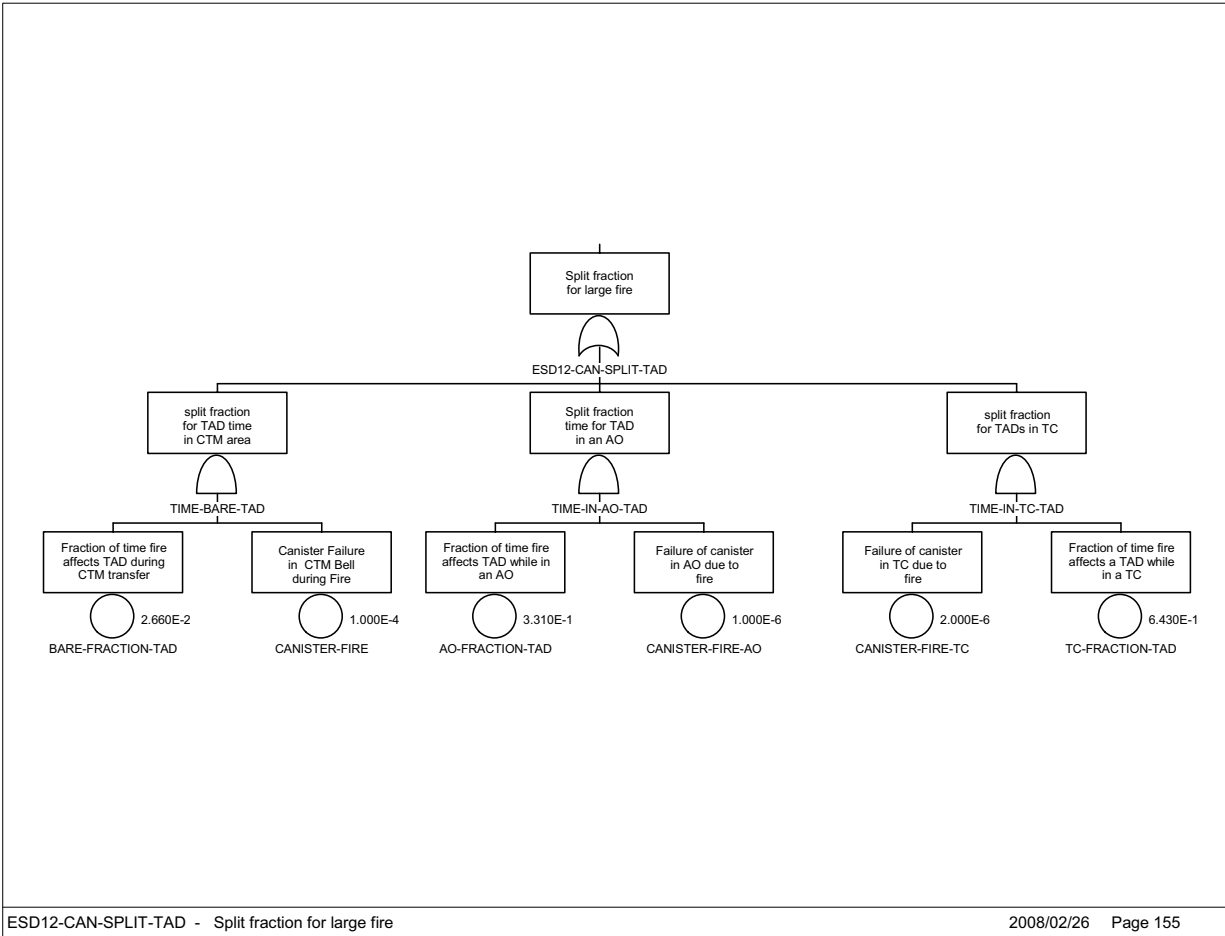 Split fraction
for large fire
ESD12-CAN-SPLIT-TAD
split fraction
for TAD time
in CTM area
Split fraction
time for TAD
in an AO
split fraction
for TADs in TC
TIME-BARE-TAD
TIME-IN-AO-TAD
TIME-IN-TC-TAD
Fraction of time fire
affects TAD during
CTM transfer
Canister Failure
in CTM Bell
during Fire
Fraction of time fire
affects TAD while in
an AO
Failure of canister
in AO due to
fire
Failure of canister
in TC due to
fire
Fraction of time fire
affects a TAD while
in a TC
2.660E-2
1.000E-4
3.310E-1
1.000E-6
2.000E-6
6.430E-1
BARE-FRACTION-TAD
CANISTER-FIRE
AO-FRACTION-TAD
CANISTER-FIRE-AO
CANISTER-FIRE-TC
TC-FRACTION-TAD
ESD12-CAN-SPLIT-TAD - Split fraction for large fire
2008/02/26 Page 155